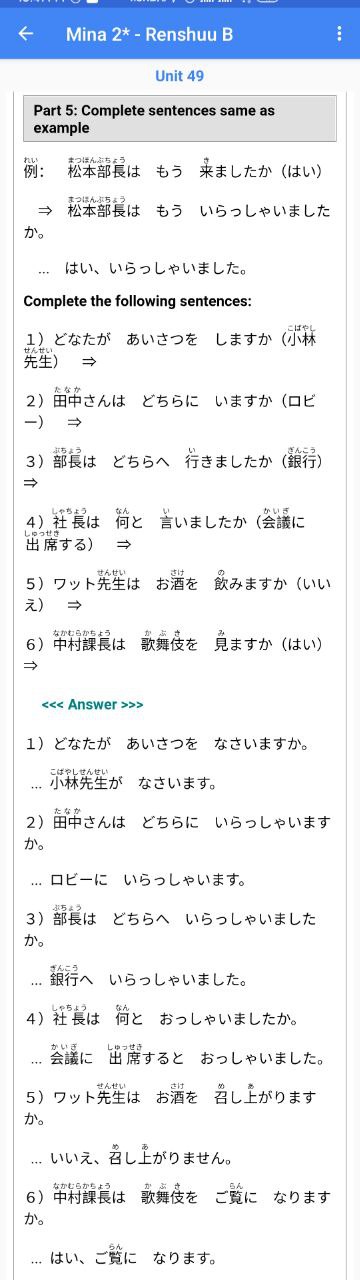 Mina 2* - Renshuu B
Unit 49
Part 5: Complete sentences same as
example
例： 松本部長は もう 来ましたか（はい）
⇒ 松本部長は もう いらっしゃいました
か。
… はい、いらっしゃいました。
Complete the following sentences:
１）どなたが あいさつを しますか（小林
先生） ⇒
２）田中さんは どちらに いますか（ロビ
ー） ⇒
３）部長は どちらへ 行きましたか（銀行）
⇒
４）社長は 何と 言いましたか（会議に
出席する） ⇒
５）ワット先生は お酒を 飲みますか（いい
え） ⇒
６）中村課長は 歌舞伎を 見ますか（はい）
⇒
<<< Answer >>>
１）どなたが あいさつを なさいますか。
… 小林先生が なさいます。
２）田中さんは どちらに いらっしゃいます
か。
… ロビーに いらっしゃいます。
３）部長は どちらへ いらっしゃいました
か。
… 銀行へ いらっしゃいました。
４）社長は 何と おっしゃいましたか。
… 会議に 出席すると おっしゃいました。
５）ワット先生は お酒を 召し上がります
か。
… いいえ、召し上がりません。
６）中村課長は 歌舞伎を ご覧に なります
か。
… はい、ご覧に なります。